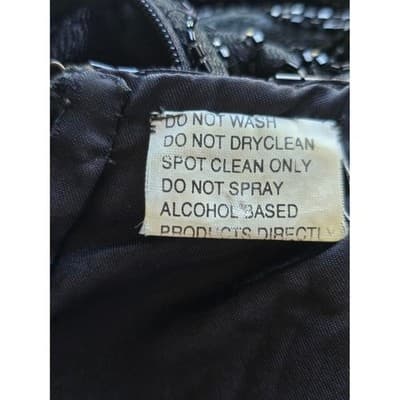 DO NOT WASH
DO NOT DRYCLEAN
SPOT CLEAN ONLY
DO NOT SPRAY
ALCOHOL BASED
PRODUCTS DIRECTLY